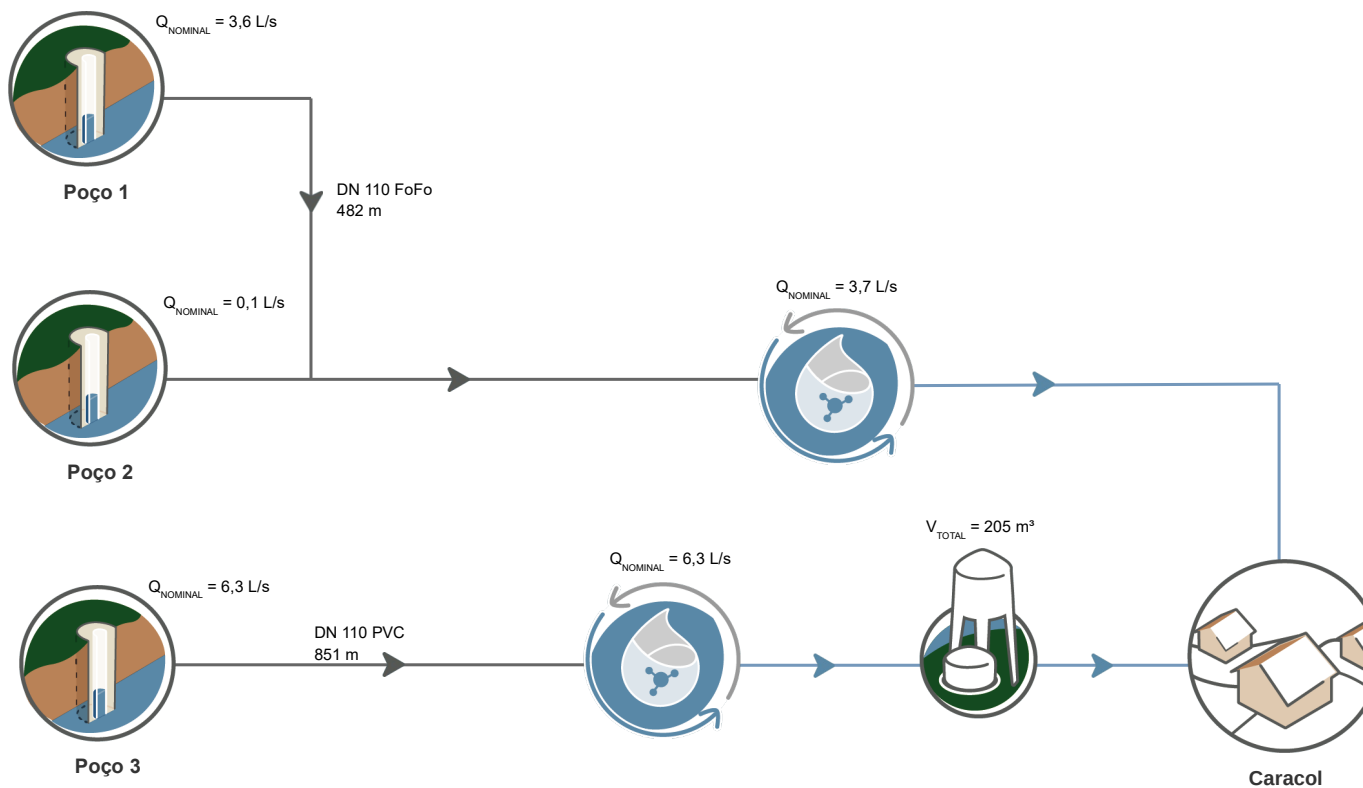 Q_NOMINAL = 3,6 L/s
Poço 1
DN 110 FoFo
482 m
Q_NOMINAL = 0,1 L/s
Q_NOMINAL = 3,7 L/s
Poço 2
V_TOTAL = 205 m³
Q_NOMINAL = 6,3 L/s
Q_NOMINAL = 6,3 L/s
DN 110 PVC
851 m
Poço 3
Caracol